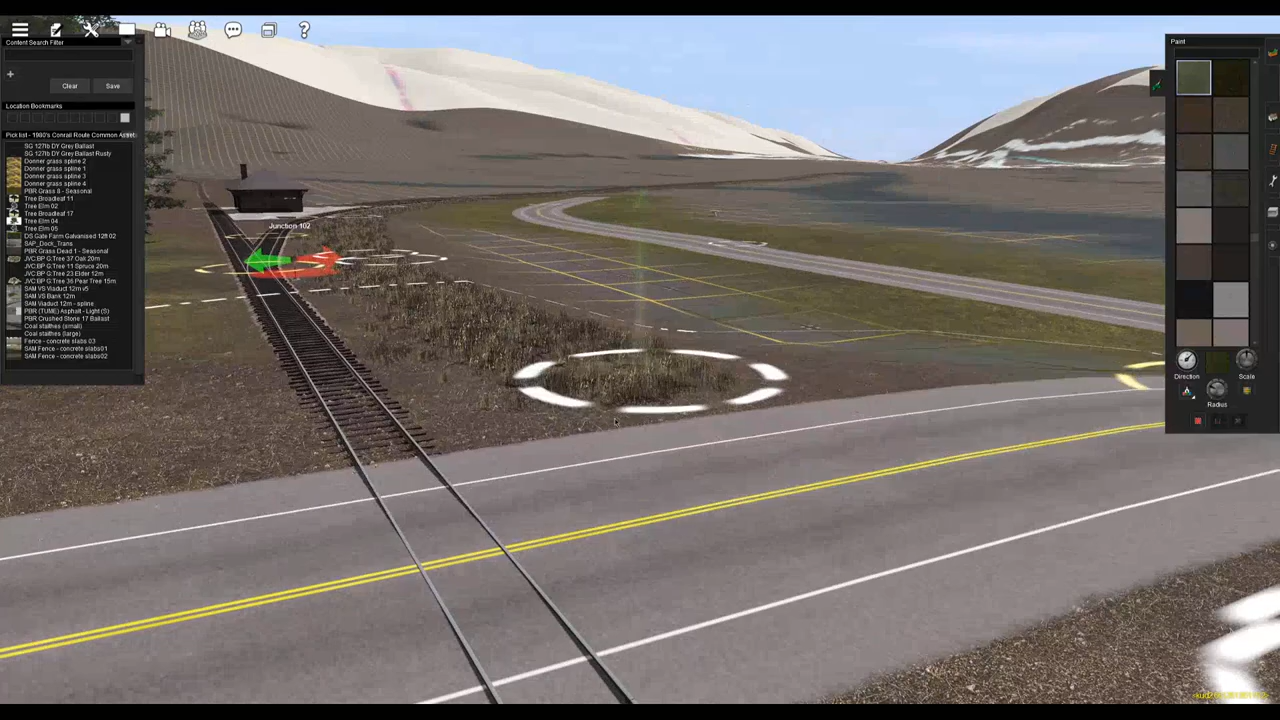 Content Search Filter
+
Clear
Save
Location Bookmarks
Pick list - 1980's Conrail Route Common Assets
SG 127lb DY Grey Ballast
SG 127lb DY Grey Ballast Rusty
Donner grass spline 2
Donner grass spline 1
Donner grass spline 3
Donner grass spline 4
PBR Grass 8 - Seasonal
Tree Broadleaf 11
Tree Elm 02
Tree Broadleaf 17
Tree Elm 04
Tree Elm 05
DS Gate Farm Galvanised 12ft 02
SAP_Dock_Trans
PBR Grass Dead 1 - Seasonal
JVC:BP G:Tree 37 Oak 20m
JVC:BP G:Tree 11 Spruce 20m
JVC:BP G:Tree 23 Elder 12m
JVC:BP G:Tree 36 Pear Tree 15m
SAM VS Viaduct 12m v5
SAM VS Bank 12m
SAM Viaduct 12m - spline
PBR (TUME) Asphalt - Light (S)
PBR Crushed Stone 17 Ballast
Coal staithes (small)
Coal staithes (large)
Fence - concrete slabs 03
SAM Fence - concrete slabs01
SAM Fence - concrete slabs02
Junction 102
Paint
Direction
Scale
Radius